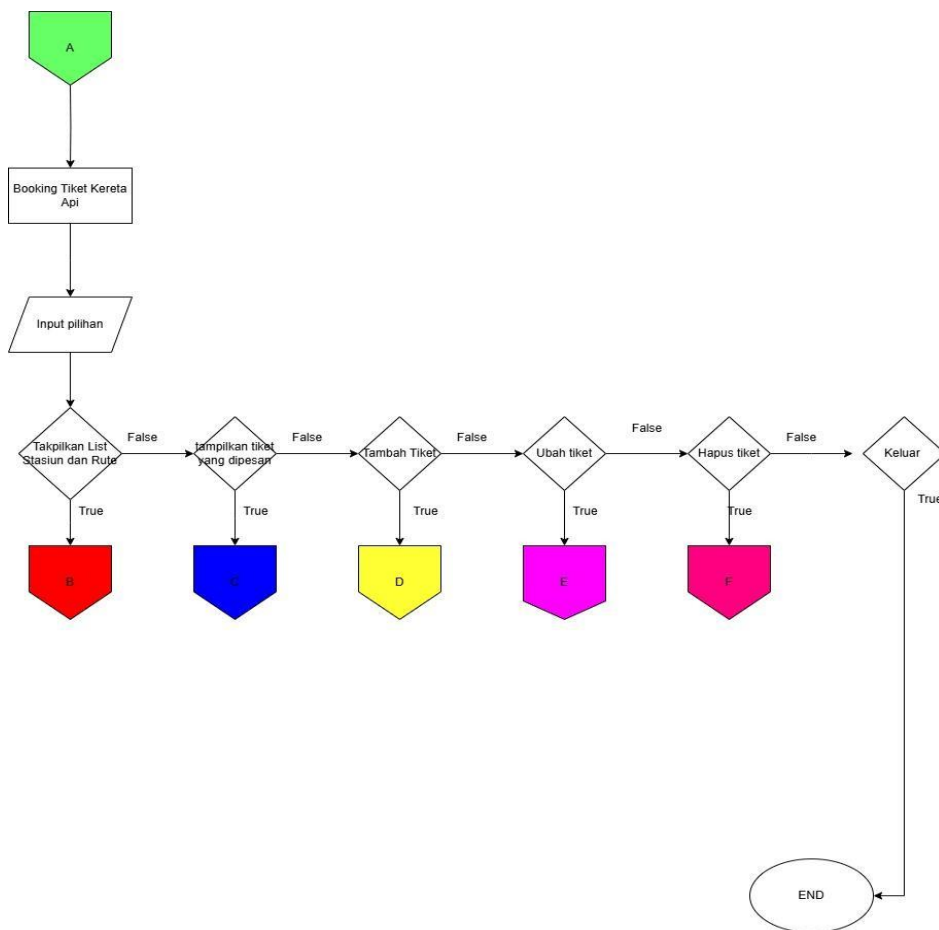 A
Booking Tiket Kereta
Api
Input pilihan
Takpilkan List
Stasiun dan Rute
False
tampilkan tiket
yang dipesan
False
Tambah Tiket
False
Ubah tiket
False
Hapus tiket
False
Keluar
True
True
True
True
True
True
B
C
D
E
F
END